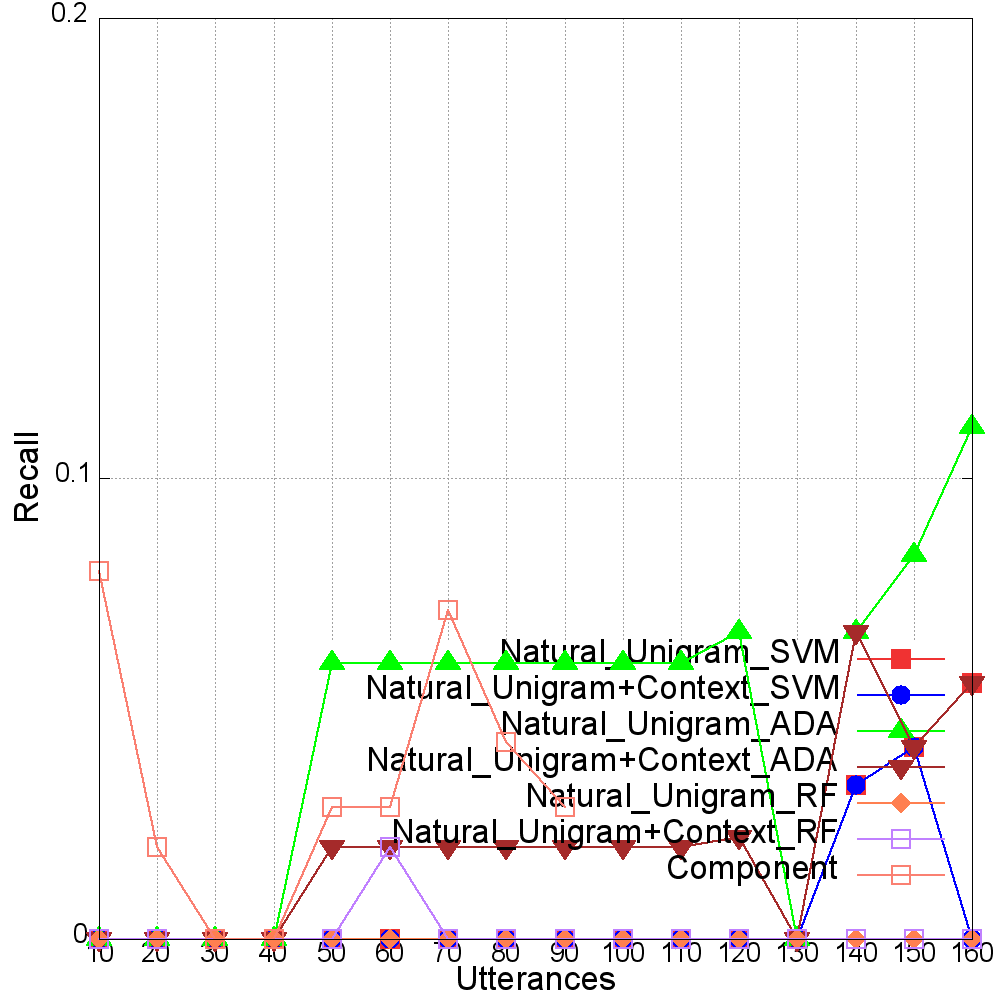 0.2
0.1
0
Recall
Natural_Unigram_SVM
Natural_Unigram+Context_SVM
Natural_Unigram_ADA
Natural_Unigram+Context_ADA
Natural_Unigram_RF
Natural_Unigram+Context_RF
Component
10 20 30 40 50 60 70 80 90 100 110 120 130 140 150 160
Utterances